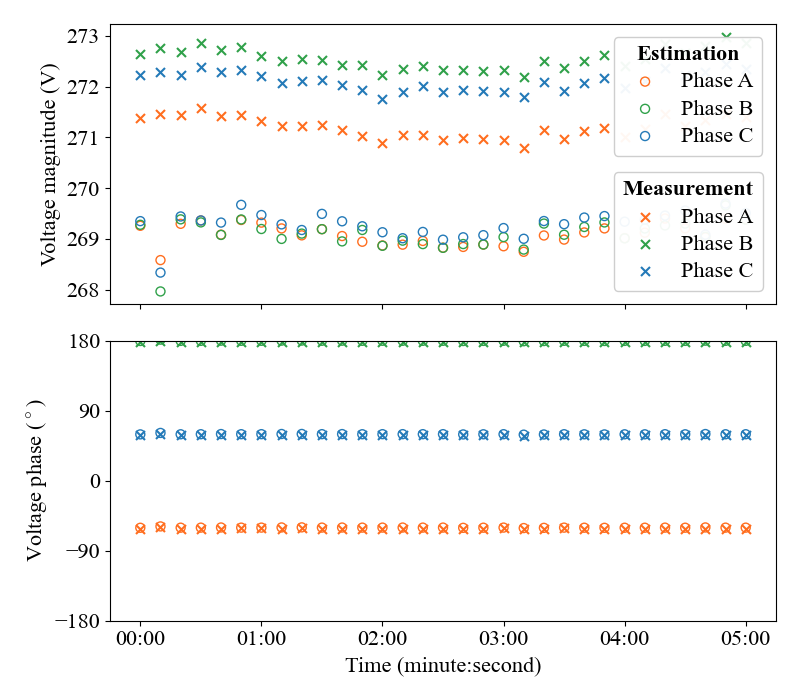 273
272
271
270
269
268
Voltage magnitude (V)
Estimation
Phase A
Phase B
Phase C
Measurement
Phase A
Phase B
Phase C
180
90
0
−90
−180
Voltage phase (°)
00:00 01:00 02:00 03:00 04:00 05:00
Time (minute:second)